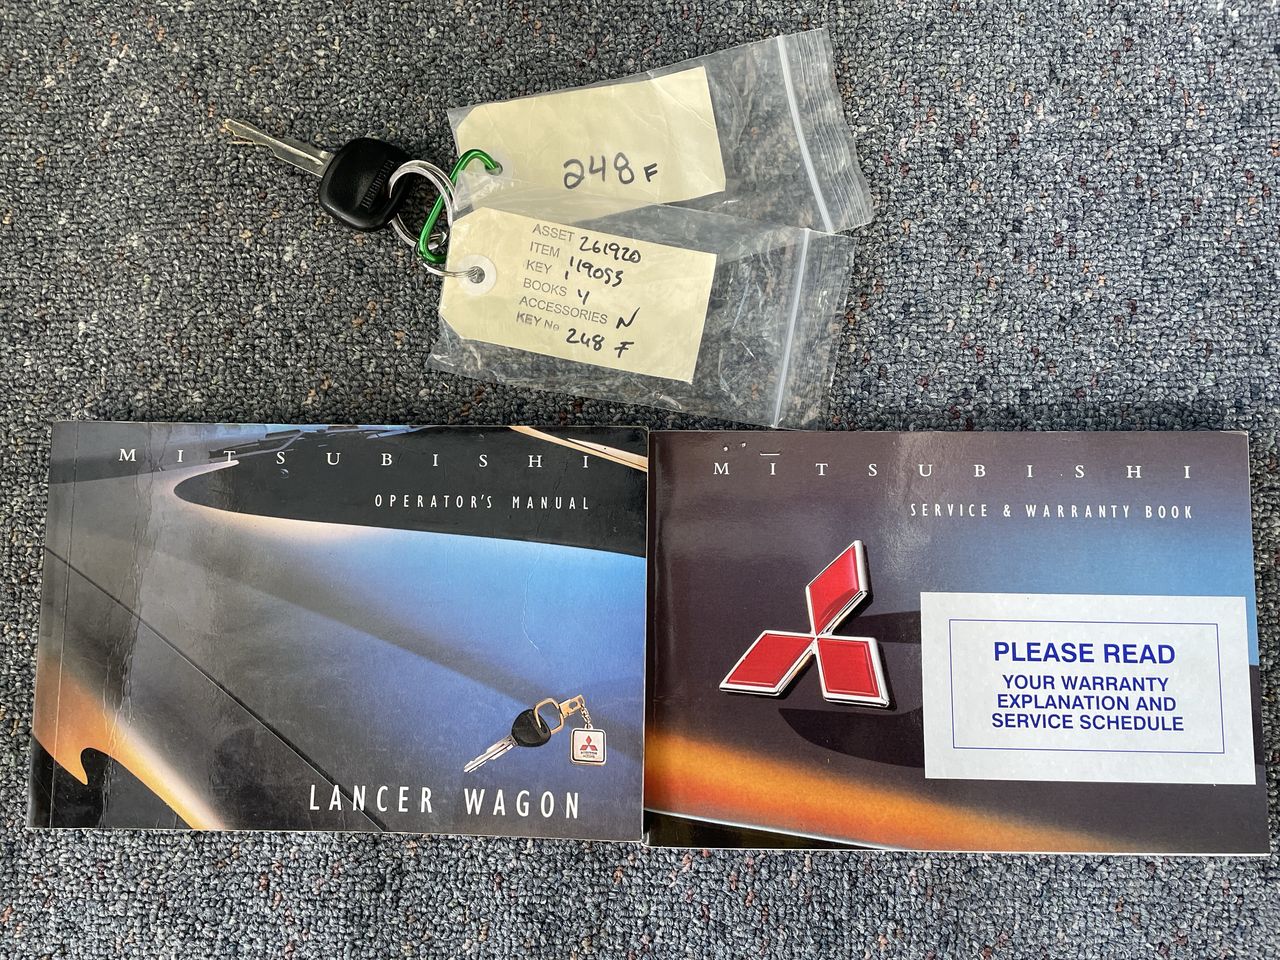 248 F
ASSET 261920
ITEM 119053
KEY 1
BOOKS Y
ACCESSORIES N
KEY No 248 F
MITSUBISHI
OPERATOR'S MANUAL
LANCER WAGON
MITSUBISHI
SERVICE & WARRANTY BOOK
PLEASE READ
YOUR WARRANTY
EXPLANATION AND
SERVICE SCHEDULE